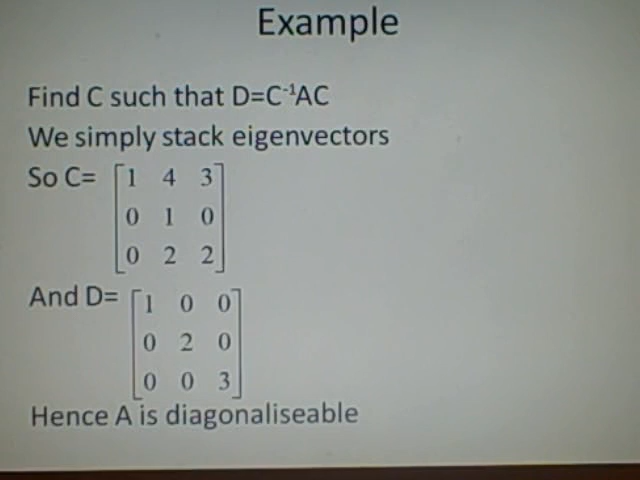 Example
Find C such that D=C⁻¹AC
We simply stack eigenvectors
So C= [1 4 3
0 1 0
0 2 2]
And D= [1 0 0
0 2 0
0 0 3]
Hence A is diagonaliseable